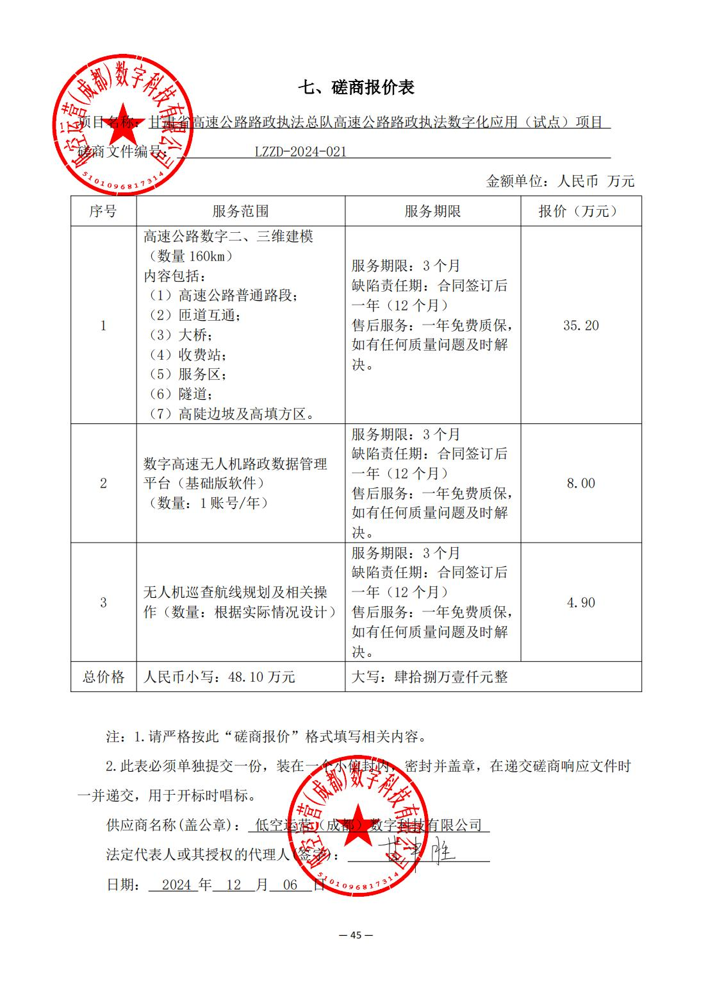 七、磋商报价表
项目名称：甘肃省高速公路路政执法总队高速公路路政执法数字化应用（试点）项目
磋商文件编号： LZZD-2024-021
低空运营（成都）数字科技有限公司
5101096817314
金额单位：人民币 万元
序号 服务范围 服务期限 报价（万元）
1
高速公路数字二、三维建模
（数量 160km）
内容包括：
（1）高速公路普通路段；
（2）匝道互通；
（3）大桥；
（4）收费站；
（5）服务区；
（6）隧道；
（7）高陡边坡及高填方区。
服务期限：3 个月
缺陷责任期：合同签订后
一年（12 个月）
售后服务：一年免费质保，
如有任何质量问题及时解
决。
35.20
2
数字高速无人机路政数据管理
平台（基础版软件）
（数量：1 账号/年）
服务期限：3 个月
缺陷责任期：合同签订后
一年（12 个月）
售后服务：一年免费质保，
如有任何质量问题及时解
决。
8.00
3
无人机巡查航线规划及相关操
作（数量：根据实际情况设计）
服务期限：3 个月
缺陷责任期：合同签订后
一年（12 个月）
售后服务：一年免费质保，
如有任何质量问题及时解
决。
4.90
总价格 人民币小写：48.10 万元 大写：肆拾捌万壹仟元整
注：1.请严格按此“磋商报价”格式填写相关内容。
2.此表必须单独提交一份，装在一个小信封内，密封并盖章，在递交磋商响应文件时
一并递交，用于开标时唱标。
供应商名称(盖公章)： 低空运营（成都）数字科技有限公司
法定代表人或其授权的代理人(签字)：
日期： 2024 年 12 月 06 日
低空运营（成都）数字科技有限公司
5101096817314
— 45 —